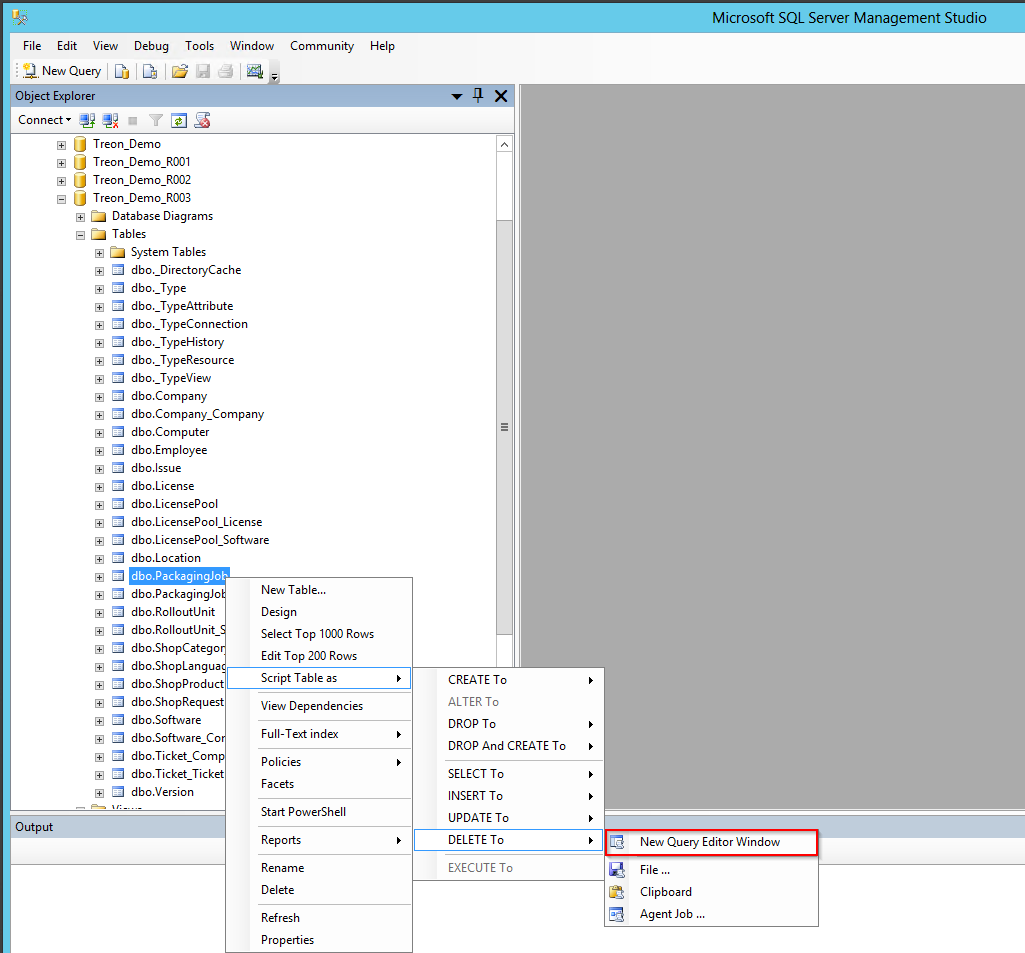 Microsoft SQL Server Management Studio
File Edit View Debug Tools Window Community Help
New Query
Object Explorer
Connect
Treon_Demo
Treon_Demo_R001
Treon_Demo_R002
Treon_Demo_R003
Database Diagrams
Tables
System Tables
dbo._DirectoryCache
dbo._Type
dbo._TypeAttribute
dbo._TypeConnection
dbo._TypeHistory
dbo._TypeResource
dbo._TypeView
dbo.Company
dbo.Company_Company
dbo.Computer
dbo.Employee
dbo.Issue
dbo.License
dbo.LicensePool
dbo.LicensePool_License
dbo.LicensePool_Software
dbo.Location
dbo.PackagingJob
dbo.PackagingJob
dbo.RolloutUnit
dbo.RolloutUnit_S
dbo.ShopCategor
dbo.ShopLanguag
dbo.ShopProduct
dbo.ShopRequest
dbo.Software
dbo.Software_Cor
dbo.Ticket_Comp
dbo.Ticket_Ticket
dbo.Version
Views
New Table...
Design
Select Top 1000 Rows
Edit Top 200 Rows
Script Table as
View Dependencies
Full-Text index
Policies
Facets
Start PowerShell
Reports
Rename
Delete
Refresh
Properties
CREATE To
ALTER To
DROP To
DROP And CREATE To
SELECT To
INSERT To
UPDATE To
DELETE To
EXECUTE To
New Query Editor Window
File ...
Clipboard
Agent Job ...
Output